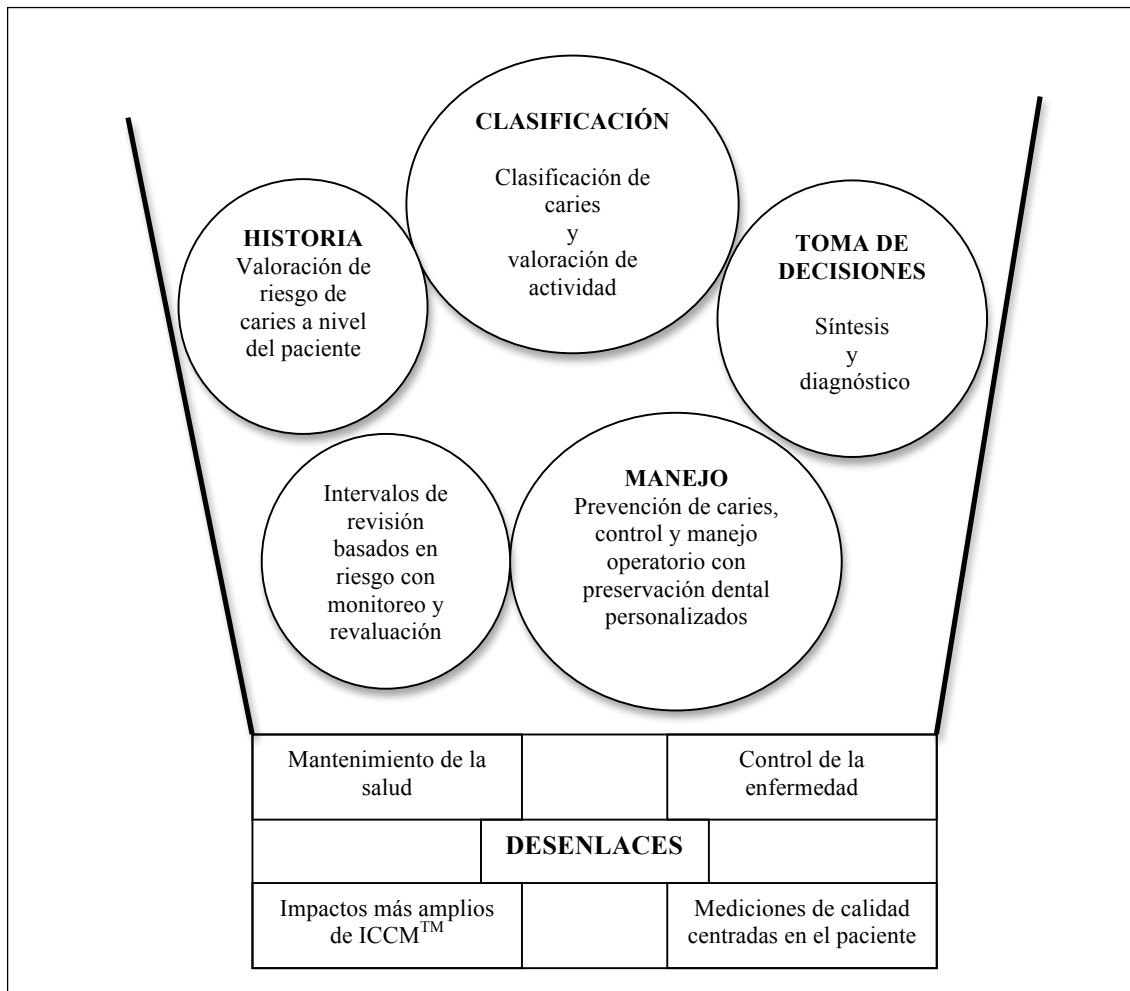 CLASIFICACIÓN
Clasificación de
caries
y
valoración de
actividad
HISTORIA
Valoración de
riesgo de
caries a nivel
del paciente
TOMA DE
DECISIONES
Síntesis
y
diagnóstico
Intervalos de
revisión
basados en
riesgo con
monitoreo y
revaluación
MANEJO
Prevención de caries,
control y manejo
operatorio con
preservación dental
personalizados
Mantenimiento de la
salud
Control de la
enfermedad
DESENLACES
Impactos más amplios
de ICCM™
Mediciones de calidad
centradas en el paciente